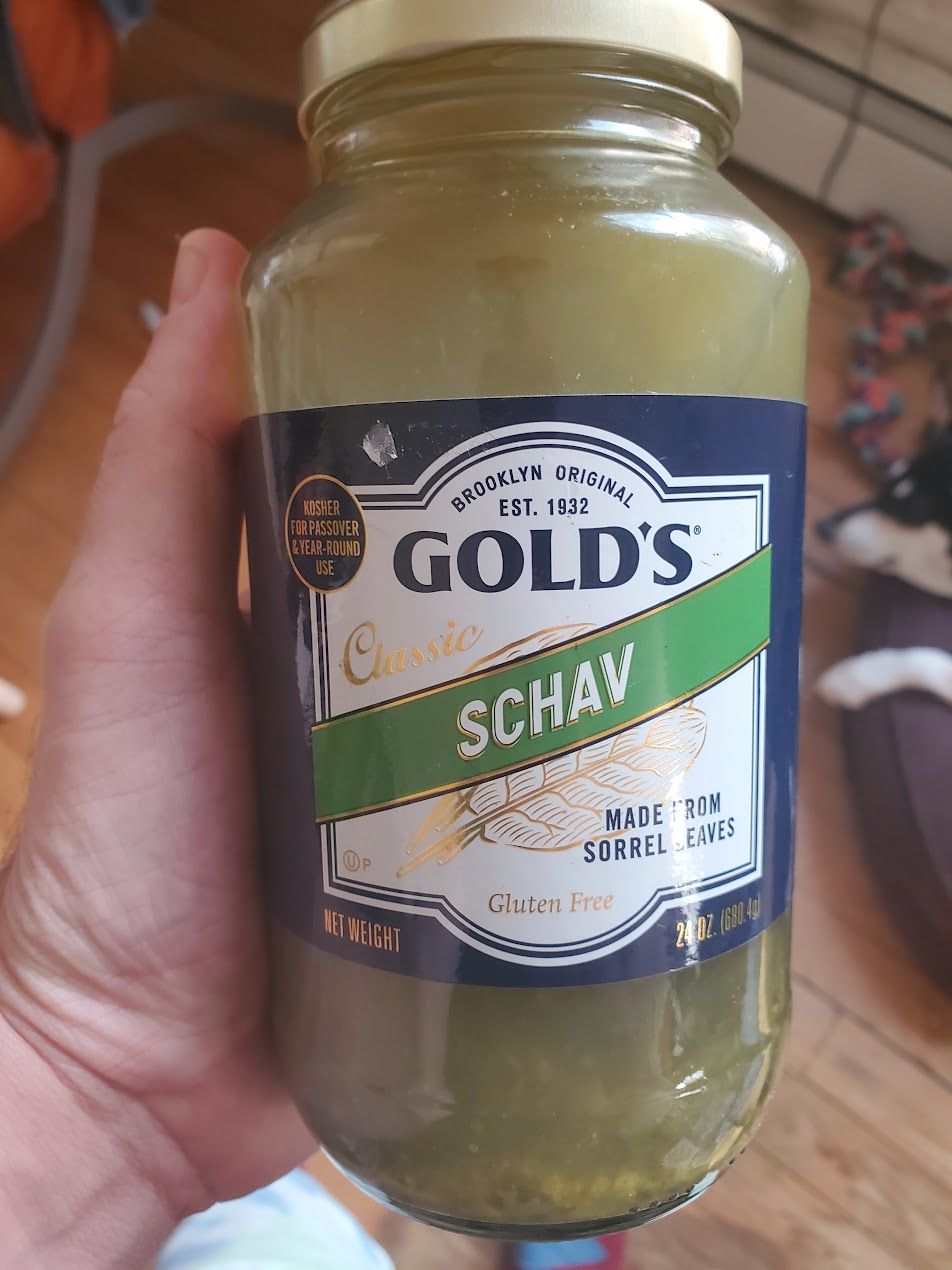 BROOKLYN ORIGINAL
EST. 1932
GOLD'S®
KOSHER
FOR PASSOVER
& YEAR-ROUND
USE
Classic
SCHAV
MADE FROM
SORREL LEAVES
Ⓤ P
Gluten Free
NET WEIGHT
24 OZ. (680.4g)